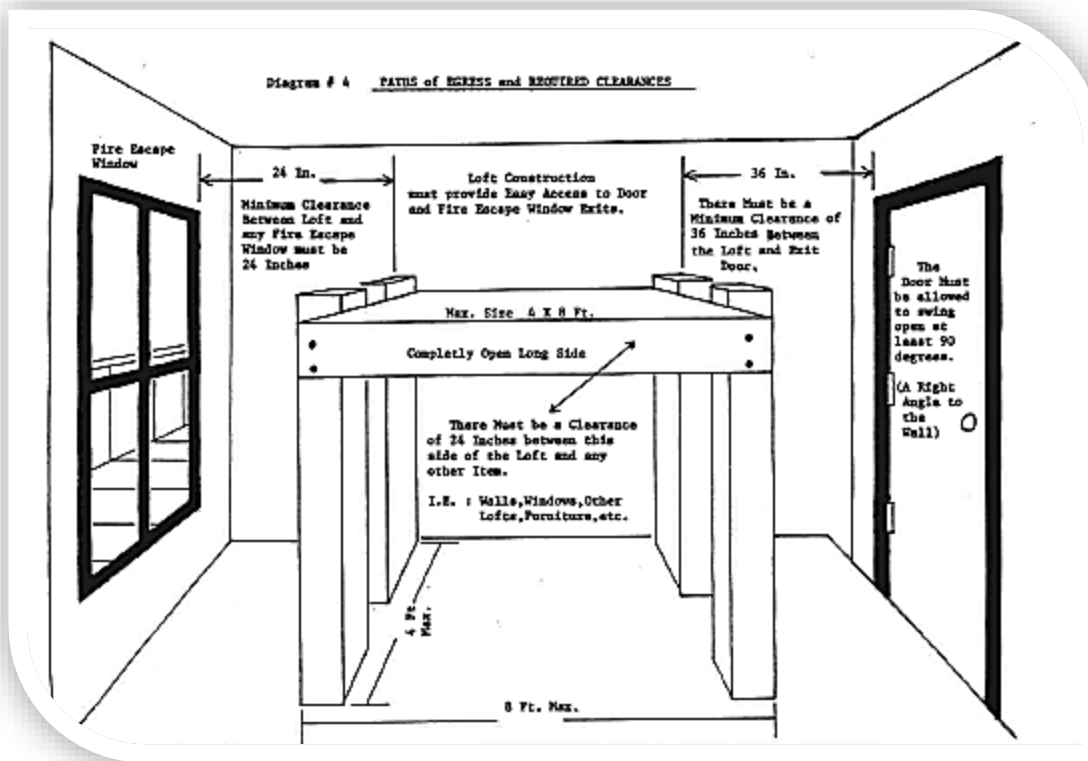 Diagram # 4 PATHS of EGRESS and REQUIRED CLEARANCES
Fire Escape
Window
24 In.
Minimum Clearance
Between Loft and
any Fire Escape
Window must be
24 Inches
Loft Construction
must provide Easy Access to Door
and Fire Escape Window Exits.
36 In.
There Must be a
Minimum Clearance of
36 Inches Between
the Loft and Exit
Door.
The
Door Must
be allowed
to swing
open at
least 90
degrees.
(A Right
Angle to
the
Wall)
Max. Size 4 X 8 Ft.
Completly Open Long Side
There Must be a Clearance
of 24 Inches between this
side of the Loft and any
other Item.
I.E. : Walls,Windows,Other
Lofts,Furniture,etc.
4 Ft.
Max.
8 Ft. Max.